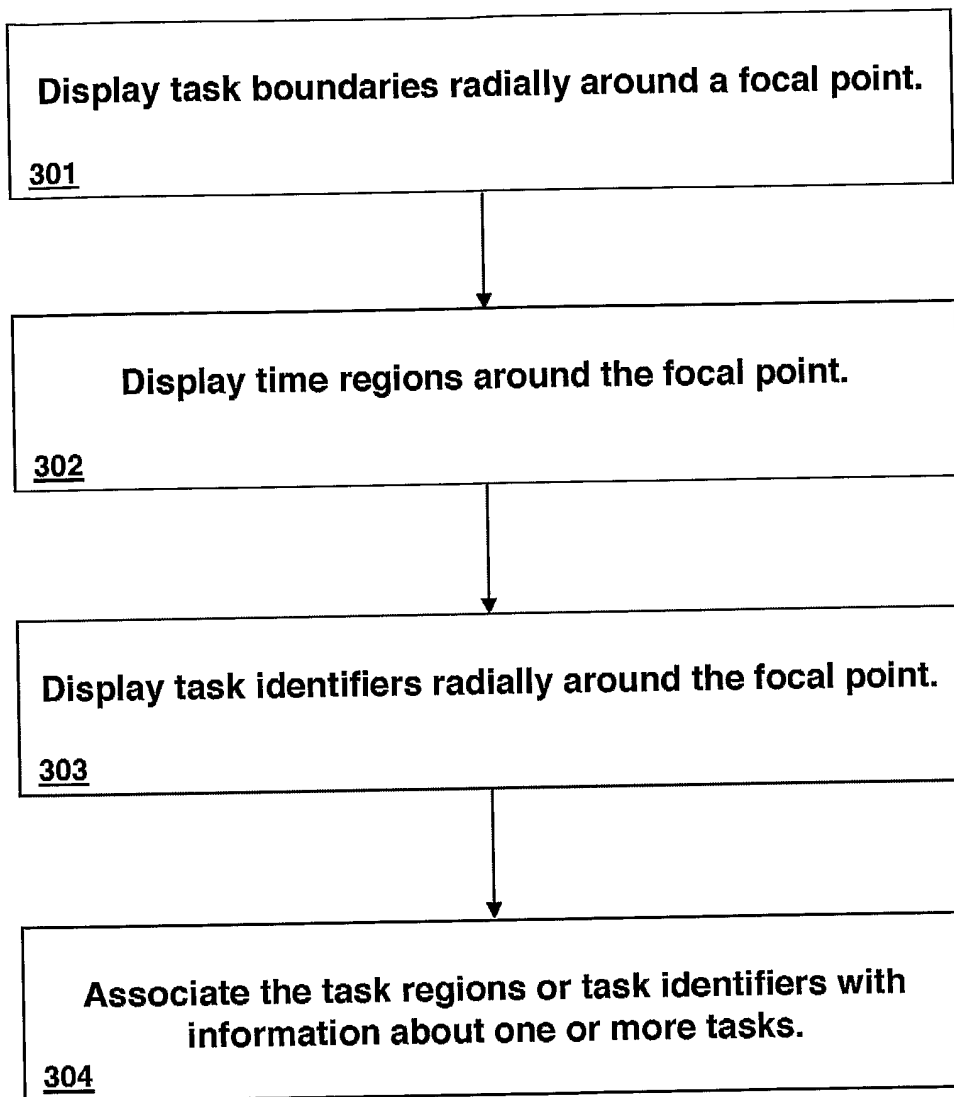 Display task boundaries radially around a focal point.
301
Display time regions around the focal point.
302
Display task identifiers radially around the focal point.
303
Associate the task regions or task identifiers with
information about one or more tasks.
304